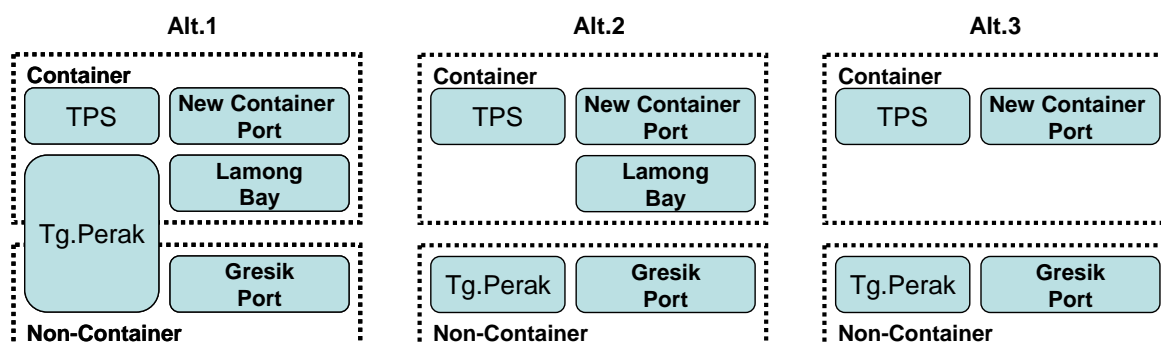 Alt.1
Container
TPS
New Container
Port
Lamong
Bay
Tg.Perak
Gresik
Port
Non-Container
Alt.2
Container
TPS
New Container
Port
Lamong
Bay
Tg.Perak
Gresik
Port
Non-Container
Alt.3
Container
TPS
New Container
Port
Tg.Perak
Gresik
Port
Non-Container